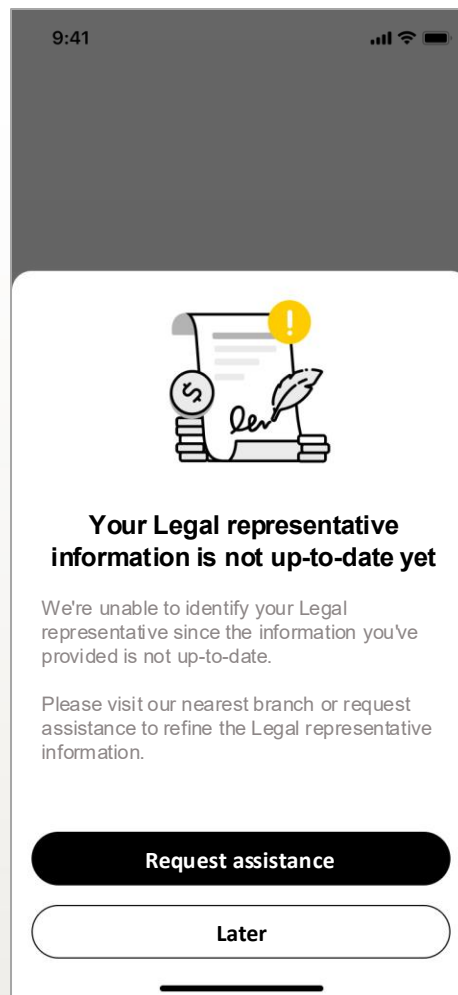 9:41
Your Legal representative
information is not up-to-date yet
We're unable to identify your Legal
representative since the information you've
provided is not up-to-date.
Please visit our nearest branch or request
assistance to refine the Legal representative
information.
Request assistance
Later